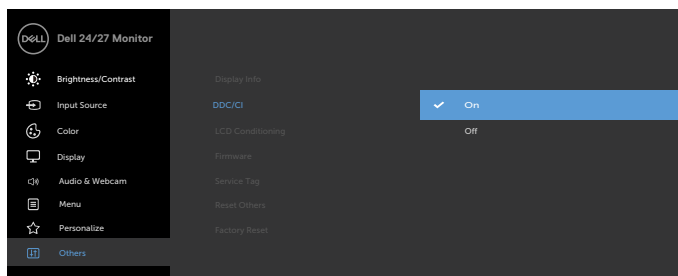 DELL
Dell 24/27 Monitor
Brightness/Contrast
Input Source
Color
Display
Audio & Webcam
Menu
Personalize
Others
Display Info
DDC/CI
LCD Conditioning
Firmware
Service Tag
Reset Others
Factory Reset
On
Off